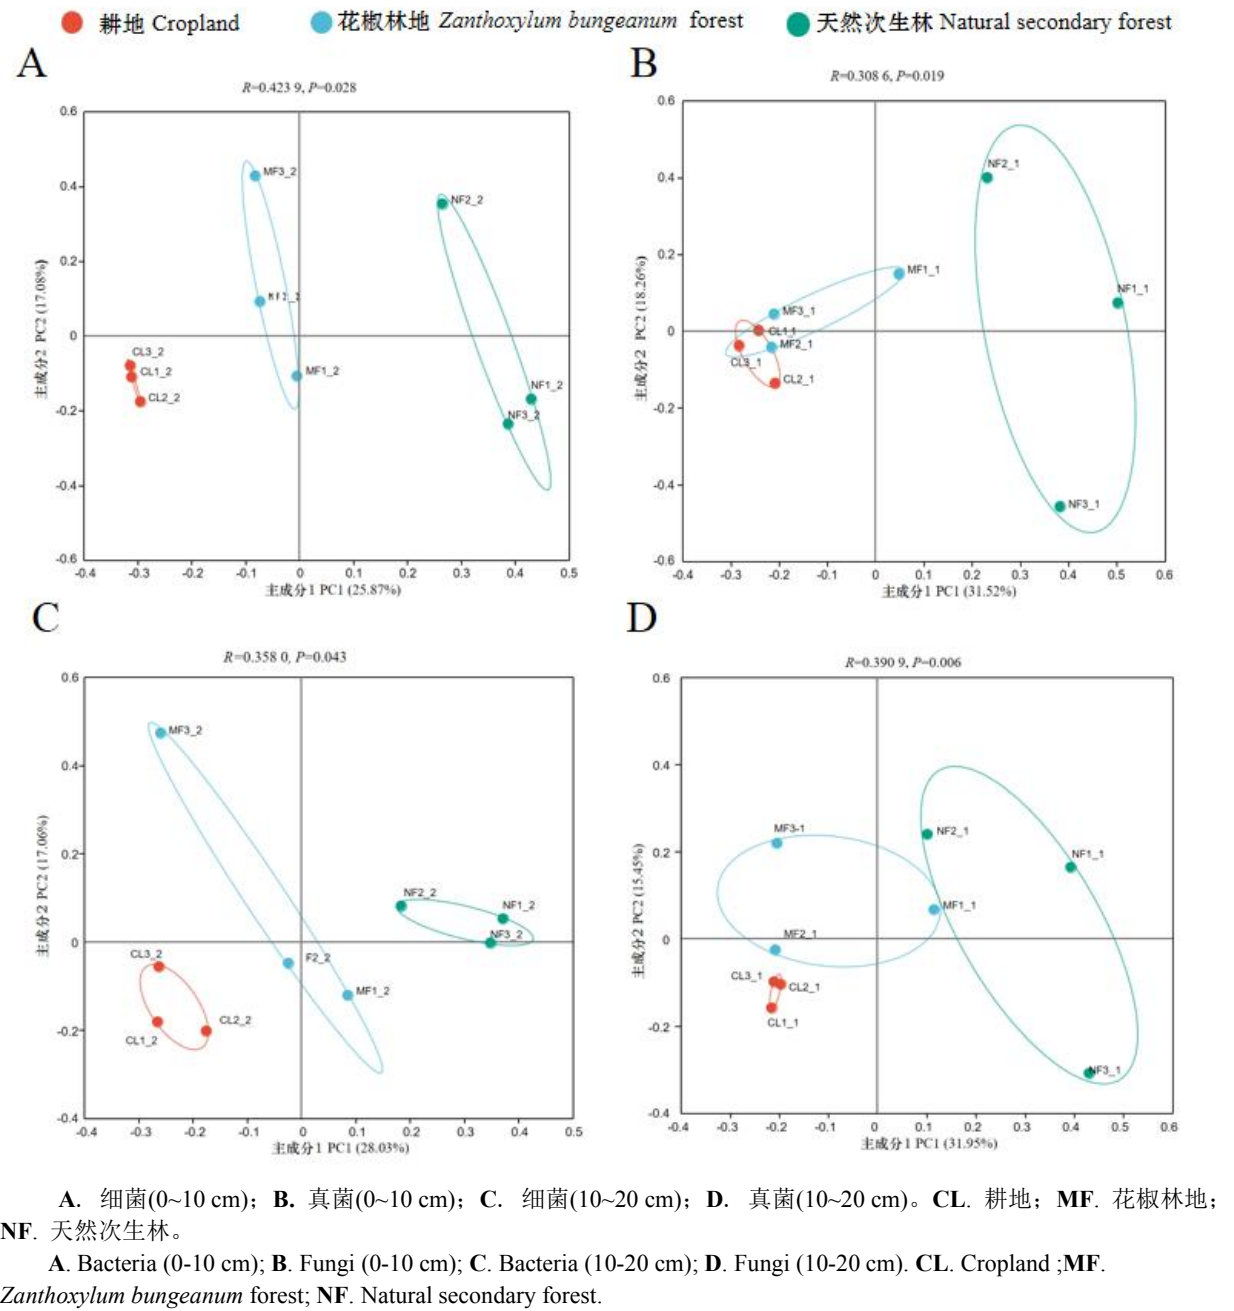 耕地 Cropland 花椒林地 Zanthoxylum bungeanum forest 天然次生林 Natural secondary forest
A
R=0.423 9, P=0.028
0.6
0.4
0.2
0
-0.2
-0.4
-0.6
主成分2 PC2 (17.08%)
MF3_2
MF1_2
NF2_2
NF1_2
NF3_2
CL3_2
CL1_2
CL2_2
-0.4 -0.3 -0.2 -0.1 0 0.1 0.2 0.3 0.4 0.5
主成分1 PC1 (25.87%)
B
R=0.308 6, P=0.019
0.6
0.4
0.2
0
-0.2
-0.4
-0.6
主成分2 PC2 (18.26%)
NF2_1
NF1_1
NF3_1
MF1_1
MF3_1
CL1_1
MF2_1
CL3_1
CL2_1
-0.4 -0.3 -0.2 -0.1 0 0.1 0.2 0.3 0.4 0.5 0.6
主成分1 PC1 (31.52%)
C
R=0.358 0, P=0.043
0.6
0.4
0.2
0
-0.2
-0.4
主成分2 PC2 (17.06%)
MF3_2
NF2_2
NF1_2
NF3_2
F2_2
MF1_2
CL3_2
CL2_2
CL1_2
-0.4 -0.3 -0.2 -0.1 0 0.1 0.2 0.3 0.4 0.5
主成分1 PC1 (28.03%)
D
R=0.390 9, P=0.006
0.6
0.4
0.2
0
-0.2
-0.4
主成分2 PC2 (15.45%)
MF3-1
NF2_1
NF1_1
MF1_1
MF2_1
CL3_1
CL2_1
CL1_1
NF3_1
-0.4 -0.3 -0.2 -0.1 0 0.1 0.2 0.3 0.4 0.5 0.6
主成分1 PC1 (31.95%)
A. 细菌(0~10 cm)；B. 真菌(0~10 cm)；C. 细菌(10~20 cm)；D. 真菌(10~20 cm)。CL. 耕地；MF. 花椒林地；
NF. 天然次生林。
A. Bacteria (0-10 cm); B. Fungi (0-10 cm); C. Bacteria (10-20 cm); D. Fungi (10-20 cm). CL. Cropland ;MF.
Zanthoxylum bungeanum forest; NF. Natural secondary forest.